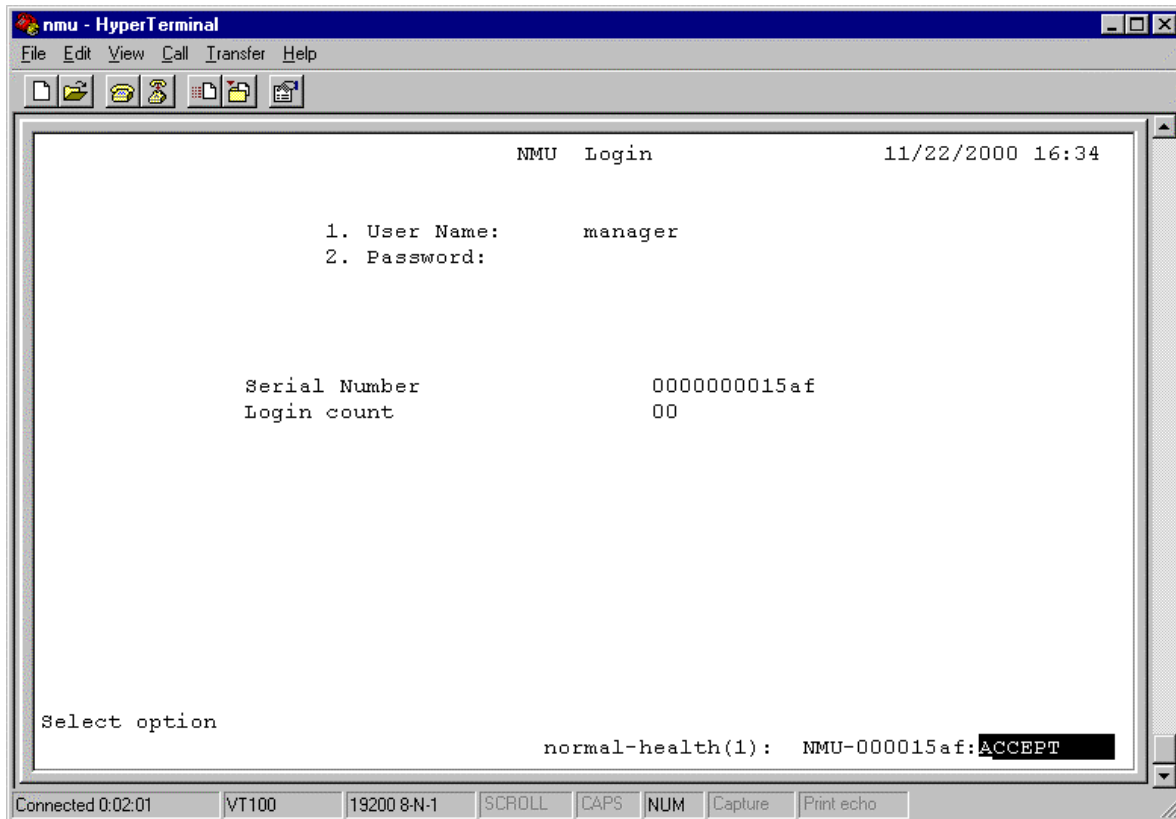 nmu - HyperTerminal
File Edit View Call Transfer Help
NMU Login 11/22/2000 16:34
1. User Name: manager
2. Password:
Serial Number 0000000015af
Login count 00
Select option
normal-health(1): NMU-000015af:ACCEPT
Connected 0:02:01 VT100 19200 8-N-1 SCROLL CAPS NUM Capture Print echo